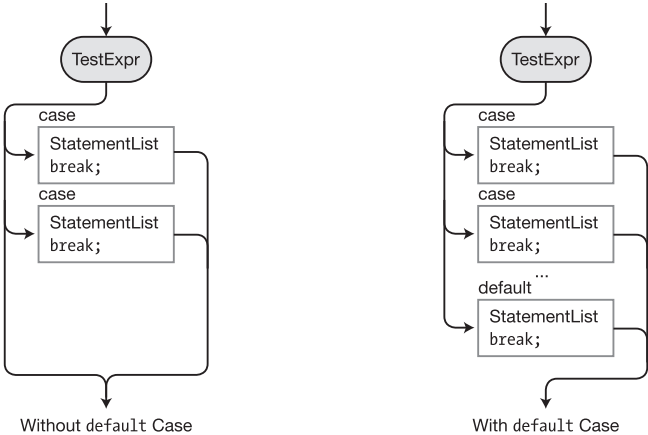 TestExpr
case
StatementList
break;
case
StatementList
break;
Without default Case
TestExpr
case
StatementList
break;
case
StatementList
break;
...
default
StatementList
break;
With default Case